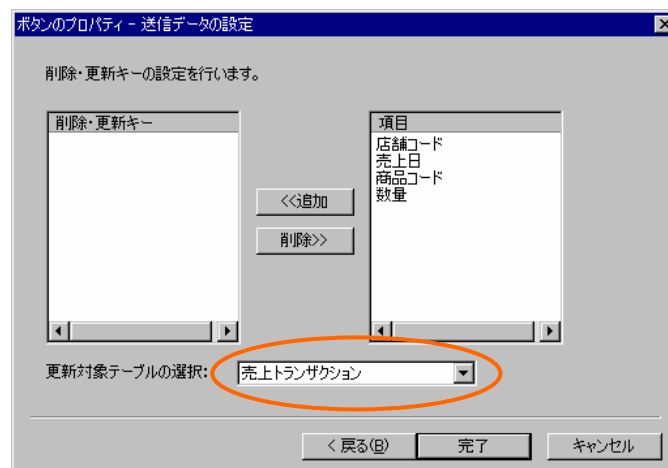 ボタンのプロパティ - 送信データの設定
削除・更新キーの設定を行います。
削除・更新キー
項目
店舗コード
売上日
商品コード
数量
<<追加
削除>>
更新対象テーブルの選択:
売上トランザクション
< 戻る(B)
完了
キャンセル